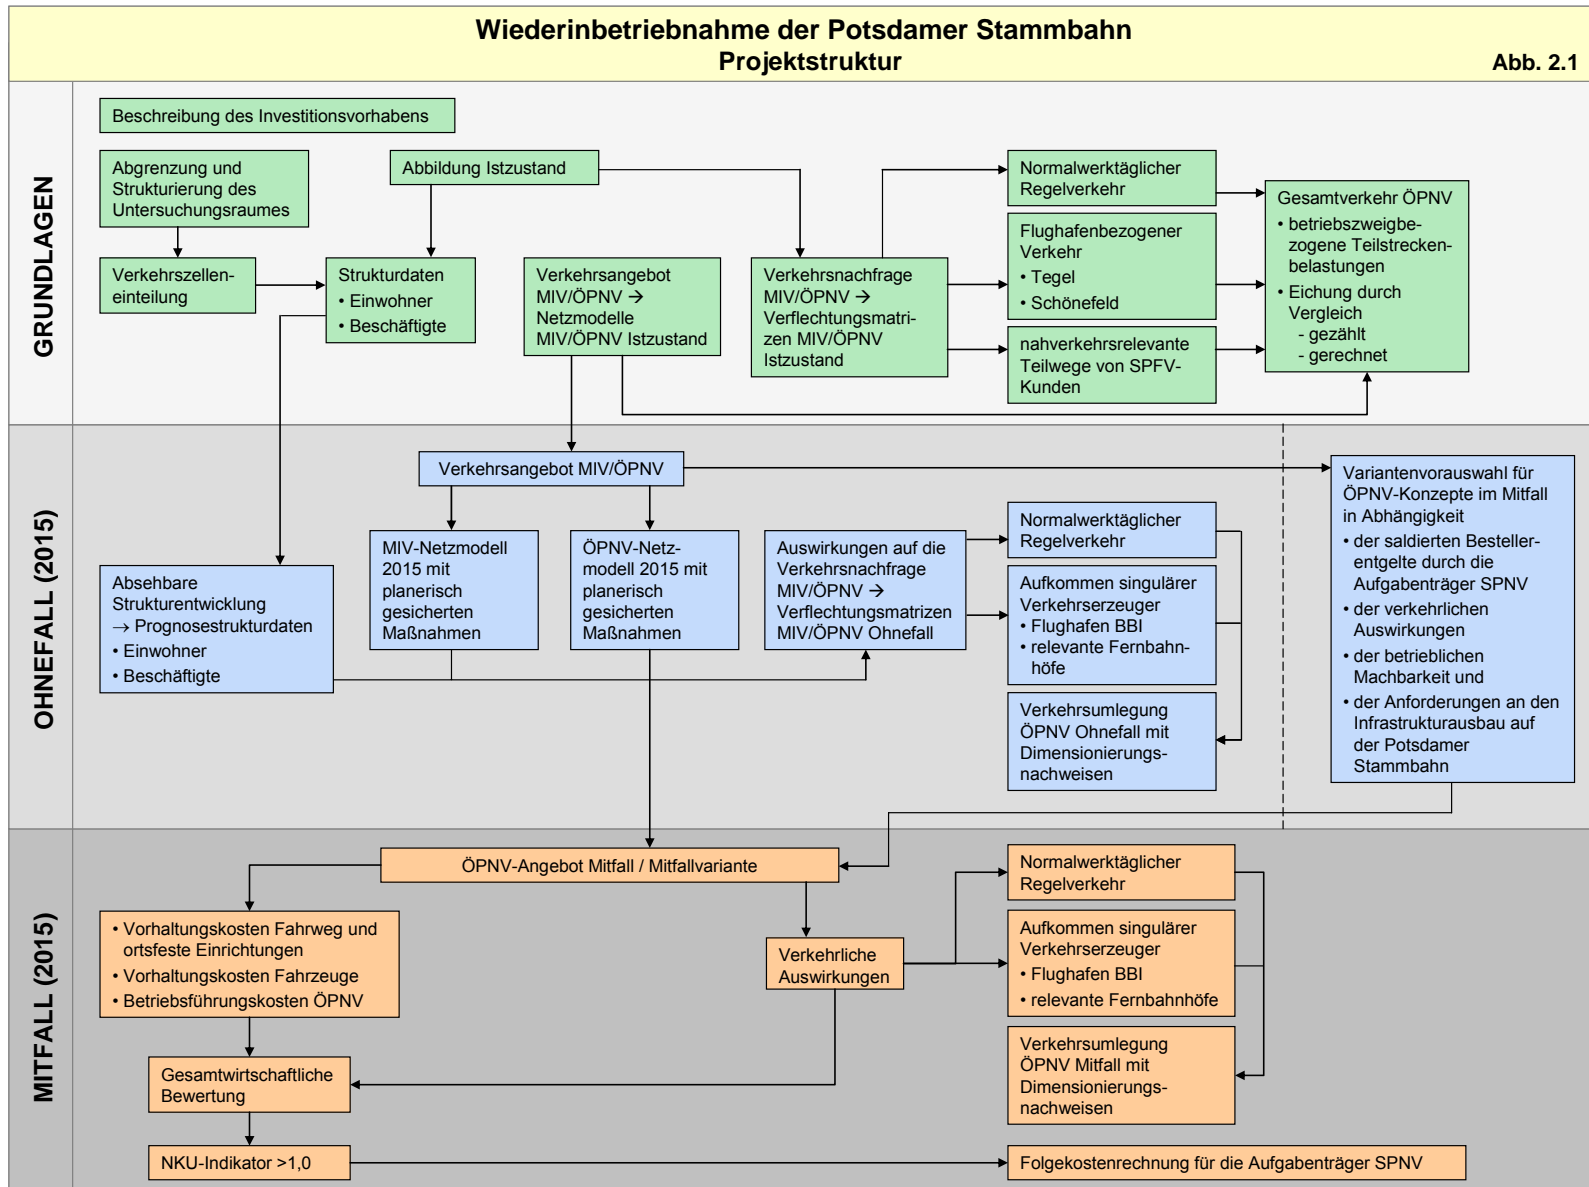 Wiederinbetriebnahme der Potsdamer Stammbahn
Projektstruktur
Abb. 2.1
GRUNDLAGEN
Beschreibung des Investitionsvorhabens
Abgrenzung und
Strukturierung des
Untersuchungsraumes
Abbildung Istzustand
Verkehrszellen-
einteilung
Strukturdaten
• Einwohner
• Beschäftigte
Verkehrsangebot
MIV/ÖPNV →
Netzmodelle
MIV/ÖPNV Istzustand
Verkehrsnachfrage
MIV/ÖPNV →
Verflechtungsmatri-
zen MIV/ÖPNV
Istzustand
Normalwerktäglicher
Regelverkehr
Flughafenbezogener
Verkehr
• Tegel
• Schönefeld
nahverkehrsrelevante
Teilwege von SPFV-
Kunden
Gesamtverkehr ÖPNV
• betriebszweigbe-
zogene Teilstrecken-
belastungen
• Eichung durch
Vergleich
- gezählt
- gerechnet
OHNEFALL (2015)
Verkehrsangebot MIV/ÖPNV
Absehbare
Strukturentwicklung
→ Prognosestrukturdaten
• Einwohner
• Beschäftigte
MIV-Netzmodell
2015 mit
planerisch
gesicherten
Maßnahmen
ÖPNV-Netz-
modell 2015 mit
planerisch
gesicherten
Maßnahmen
Auswirkungen auf die
Verkehrsnachfrage
MIV/ÖPNV →
Verflechtungsmatrizen
MIV/ÖPNV Ohnefall
Normalwerktäglicher
Regelverkehr
Aufkommen singulärer
Verkehrserzeuger
• Flughafen BBI
• relevante Fernbahn-
höfe
Verkehrsumlegung
ÖPNV Ohnefall mit
Dimensionierungs-
nachweisen
Variantenvorauswahl für
ÖPNV-Konzepte im Mitfall
in Abhängigkeit
• der saldierten Besteller-
entgelte durch die
Aufgabenträger SPNV
• der verkehrlichen
Auswirkungen
• der betrieblichen
Machbarkeit und
• der Anforderungen an den
Infrastrukturausbau auf
der Potsdamer
Stammbahn
MITFALL (2015)
ÖPNV-Angebot Mitfall / Mitfallvariante
• Vorhaltungskosten Fahrweg und
ortsfeste Einrichtungen
• Vorhaltungskosten Fahrzeuge
• Betriebsführungskosten ÖPNV
Verkehrliche
Auswirkungen
Normalwerktäglicher
Regelverkehr
Aufkommen singulärer
Verkehrserzeuger
• Flughafen BBI
• relevante Fernbahnhöfe
Verkehrsumlegung
ÖPNV Mitfall mit
Dimensionierungs-
nachweisen
Gesamtwirtschaftliche
Bewertung
NKU-Indikator >1,0
Folgekostenrechnung für die Aufgabenträger SPNV